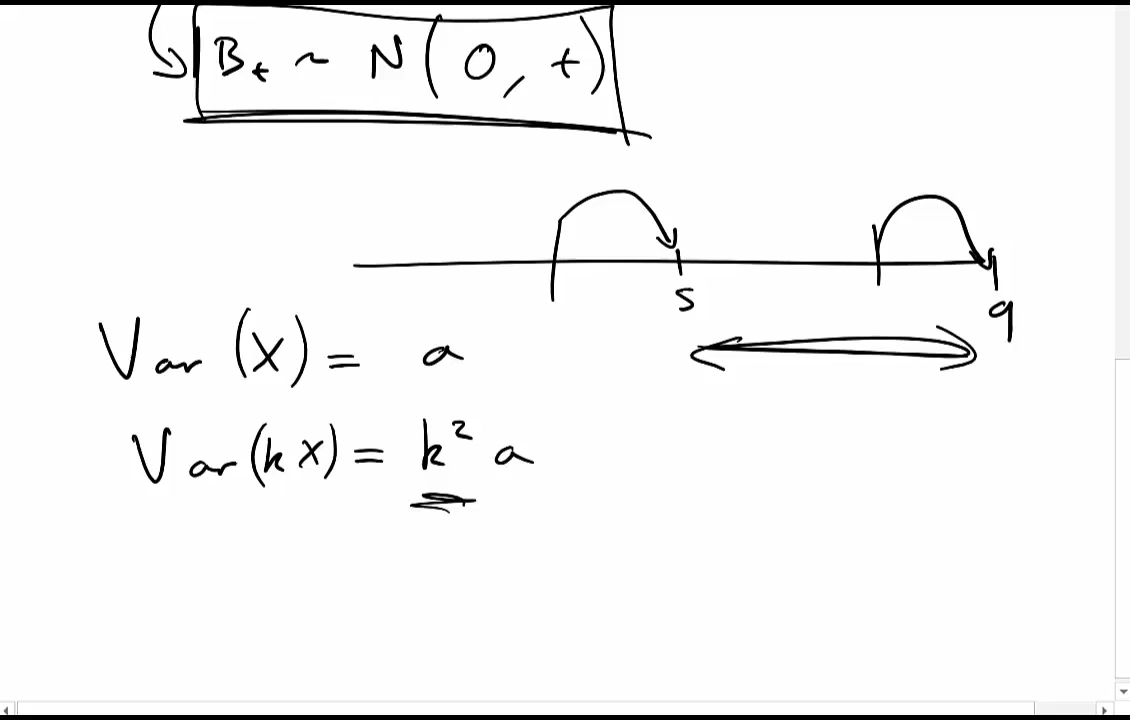 B_t ~ N(0, t)
s
q
Var(X) = a
Var(kX) = k² a